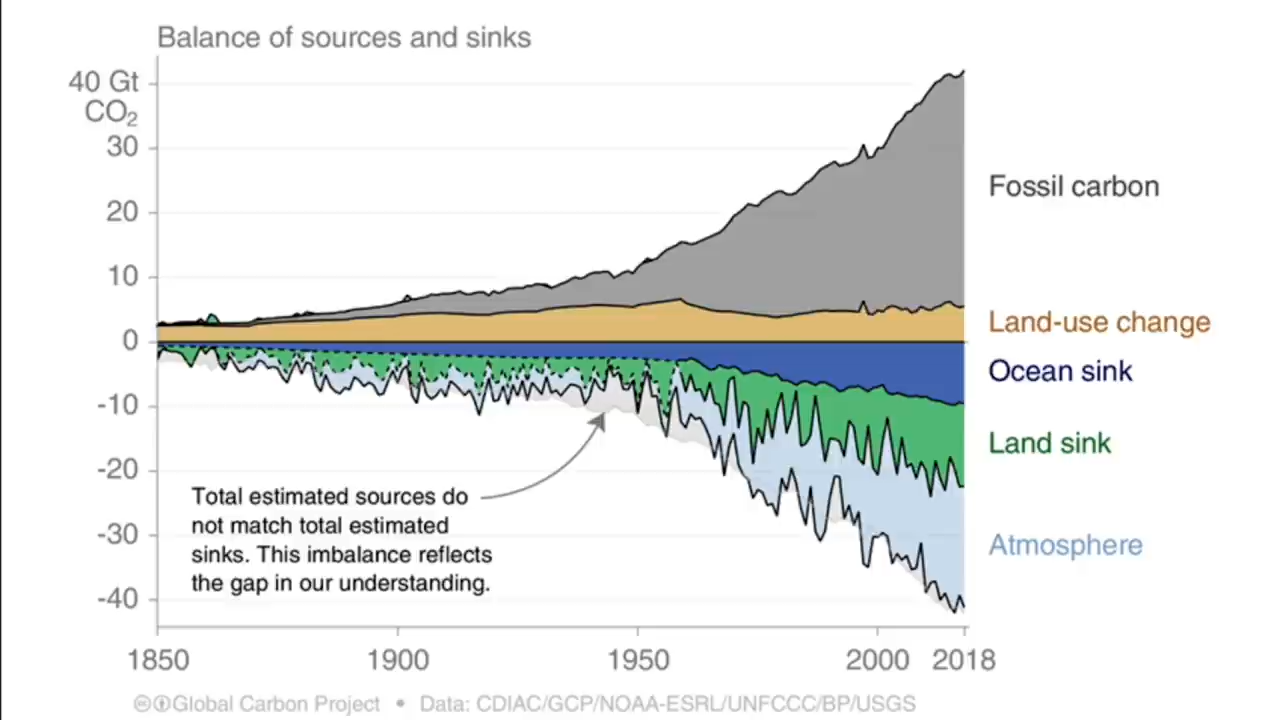 Balance of sources and sinks
40 Gt
CO₂
30
20
10
0
-10
-20
-30
-40
Fossil carbon
Land-use change
Ocean sink
Land sink
Atmosphere
Total estimated sources do
not match total estimated
sinks. This imbalance reflects
the gap in our understanding.
1850 1900 1950 2000 2018
Global Carbon Project • Data: CDIAC/GCP/NOAA-ESRL/UNFCCC/BP/USGS